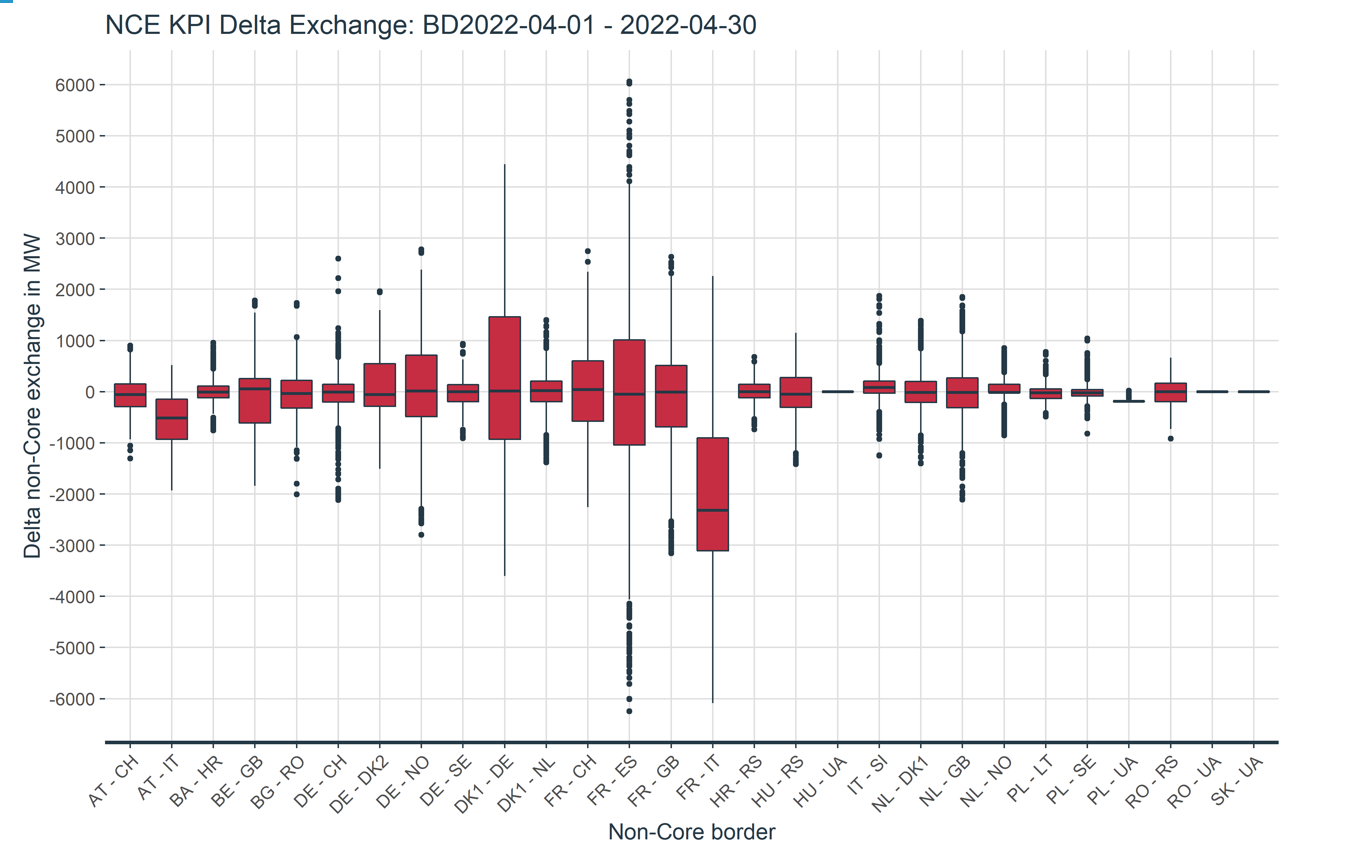 NCE KPI Delta Exchange: BD2022-04-01 - 2022-04-30
Delta non-Core exchange in MW
6000
5000
4000
3000
2000
1000
0
-1000
-2000
-3000
-4000
-5000
-6000
AT - CH
AT - IT
BA - HR
BE - GB
BG - RO
DE - CH
DE - DK2
DE - NO
DE - SE
DK1 - DE
DK1 - NL
FR - CH
FR - ES
FR - GB
FR - IT
HR - RS
HU - RS
HU - UA
IT - SI
NL - DK1
NL - GB
NL - NO
PL - LT
PL - SE
PL - UA
RO - RS
RO - UA
SK - UA
Non-Core border